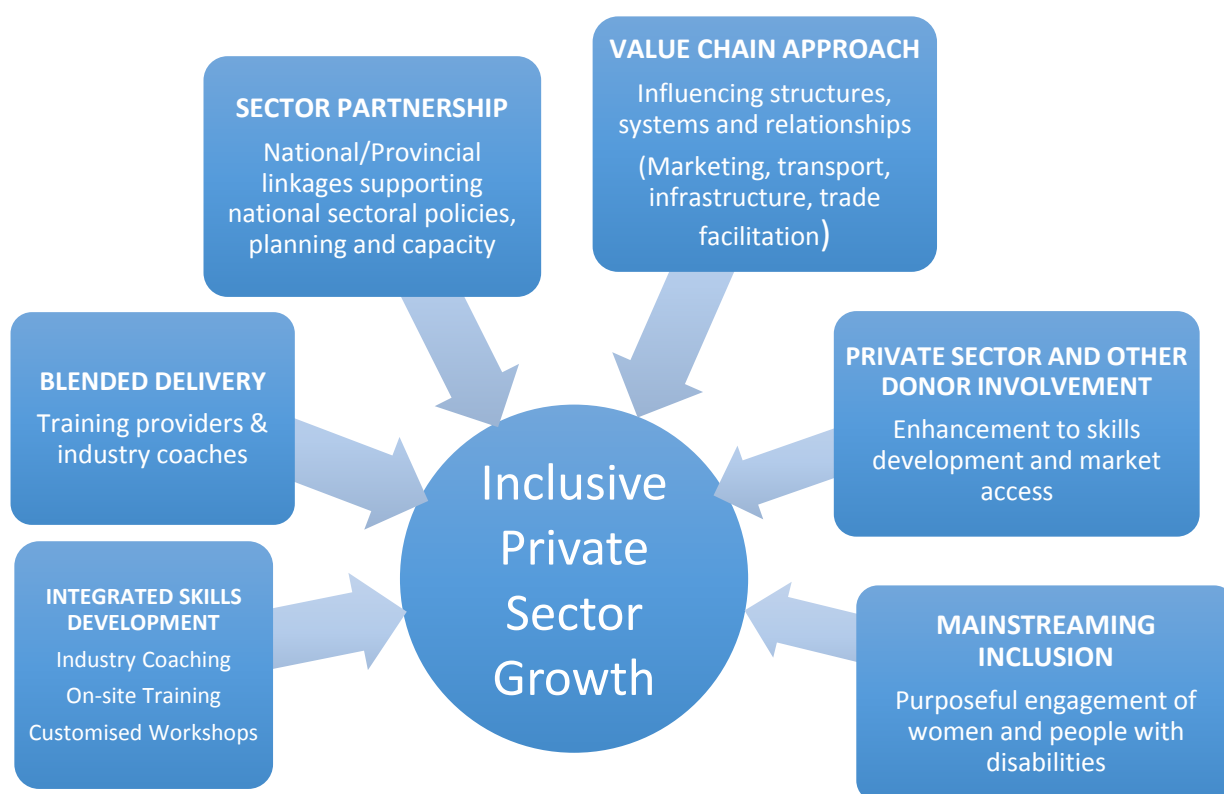 VALUE CHAIN APPROACH
Influencing structures,
systems and relationships
(Marketing, transport,
infrastructure, trade
facilitation)
SECTOR PARTNERSHIP
National/Provincial
linkages supporting
national sectoral policies,
planning and capacity
BLENDED DELIVERY
Training providers &
industry coaches
PRIVATE SECTOR AND OTHER
DONOR INVOLVEMENT
Enhancement to skills
development and market
access
Inclusive
Private
Sector
Growth
INTEGRATED SKILLS
DEVELOPMENT
Industry Coaching
On-site Training
Customised Workshops
MAINSTREAMING
INCLUSION
Purposeful engagement of
women and people with
disabilities